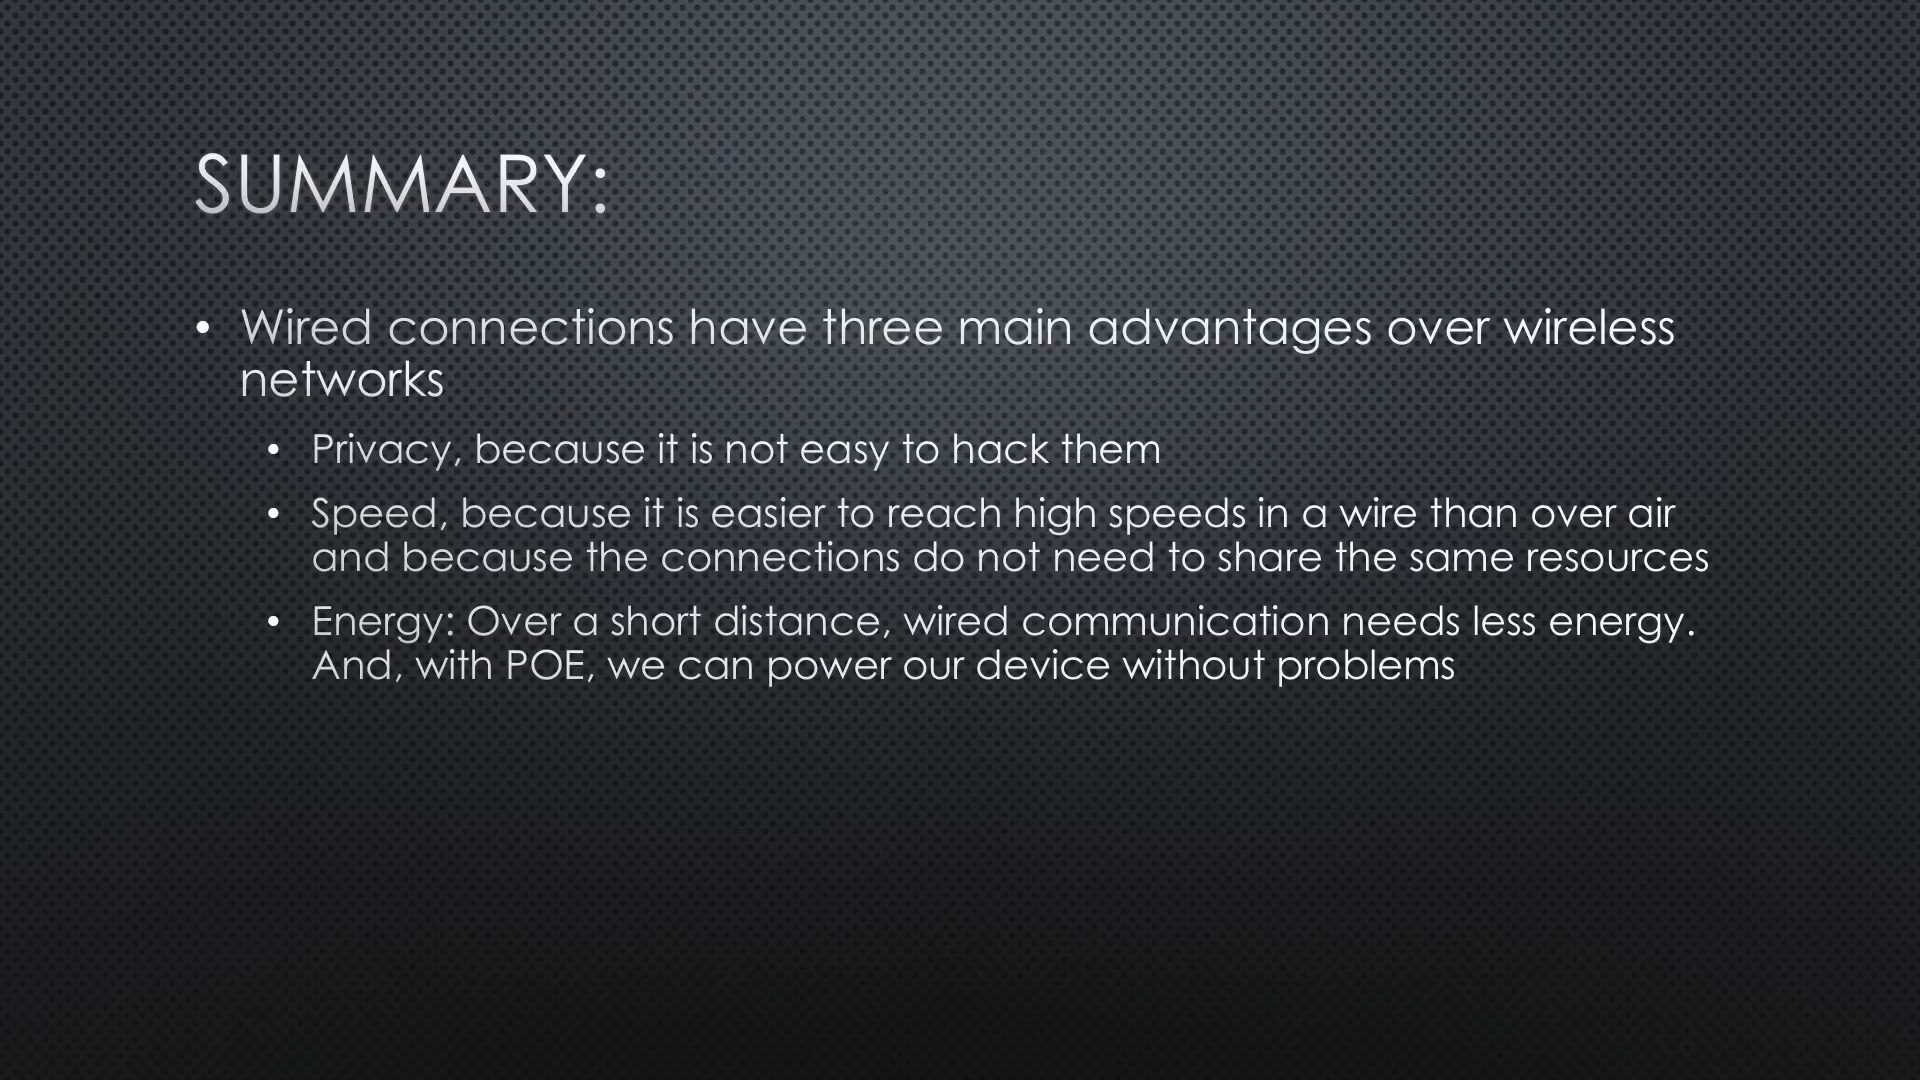 SUMMARY:
• Wired connections have three main advantages over wireless
networks
• Privacy, because it is not easy to hack them
• Speed, because it is easier to reach high speeds in a wire than over air
and because the connections do not need to share the same resources
• Energy: Over a short distance, wired communication needs less energy.
And, with POE, we can power our device without problems